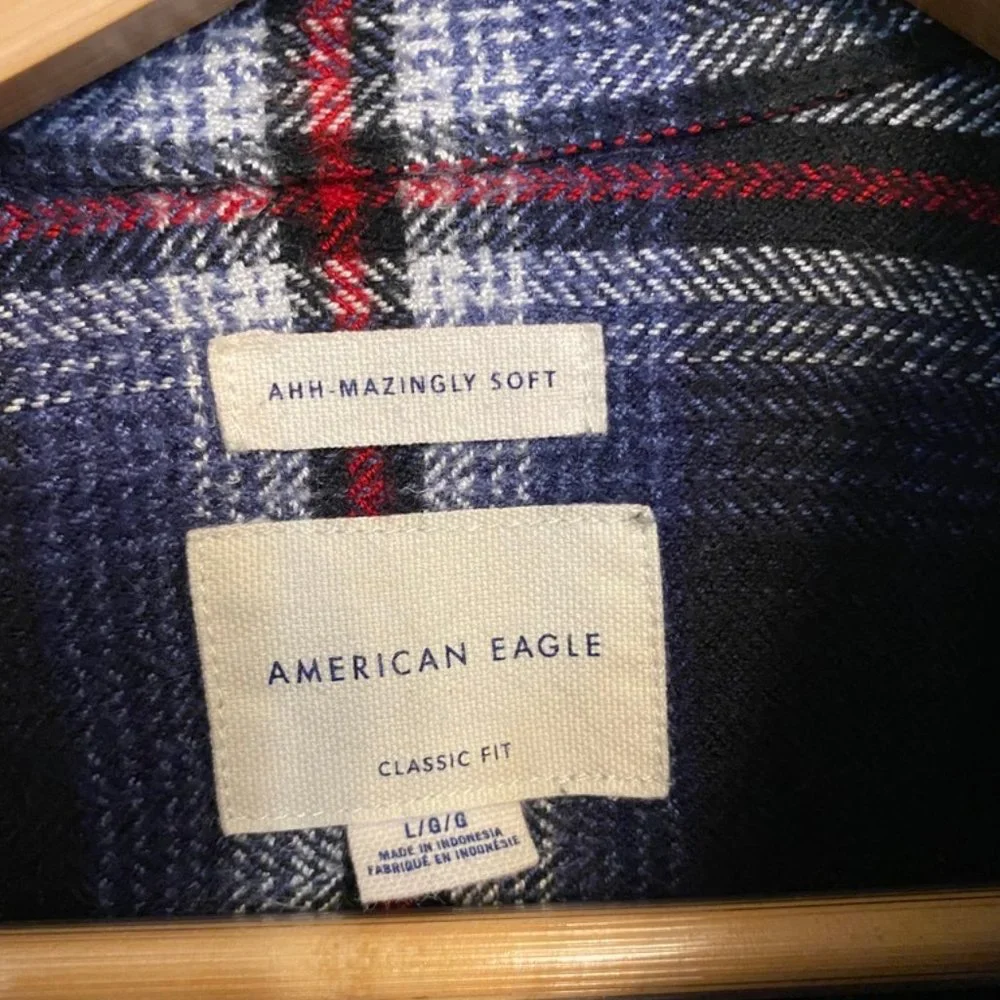 AHH-MAZINGLY SOFT
AMERICAN EAGLE
CLASSIC FIT
L/G/G
MADE IN INDONESIA
FABRIQUÉ EN INDONÉSIE